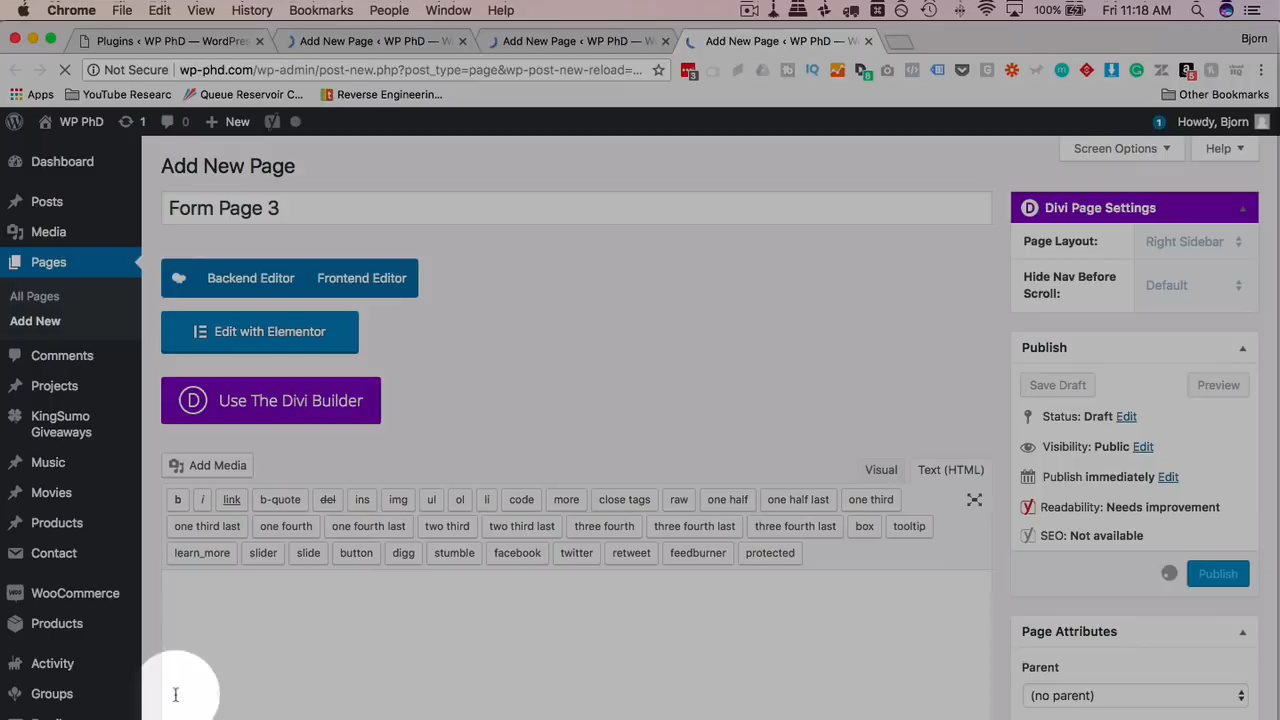 Chrome File Edit View History Bookmarks People Window Help 100% Fri 11:18 AM
Plugins ‹ WP PhD — WordPres Add New Page ‹ WP PhD — W Add New Page ‹ WP PhD — W Add New Page ‹ WP PhD — W Bjorn
Not Secure wp-phd.com/wp-admin/post-new.php?post_type=page&wp-post-new-reload=...
Apps YouTube Researc Queue Reservoir C... Reverse Engineerin... Other Bookmarks
WP PhD 1 0 New 1 Howdy, Bjorn
Screen Options Help
Dashboard
Posts
Media
Pages
All Pages
Add New
Comments
Projects
KingSumo
Giveaways
Music
Movies
Products
Contact
WooCommerce
Products
Activity
Groups
Add New Page
Form Page 3
Backend Editor Frontend Editor
Edit with Elementor
D Use The Divi Builder
Add Media Visual Text (HTML)
b i link b-quote del ins img ul ol li code more close tags raw one half one half last one third
one third last one fourth one fourth last two third two third last three fourth three fourth last three fourth last box tooltip
learn_more slider slide button digg stumble facebook twitter retweet feedburner protected
D Divi Page Settings
Page Layout: Right Sidebar
Hide Nav Before Default
Scroll:
Publish
Save Draft Preview
Status: Draft Edit
Visibility: Public Edit
Publish immediately Edit
Readability: Needs improvement
SEO: Not available
Publish
Page Attributes
Parent
(no parent)